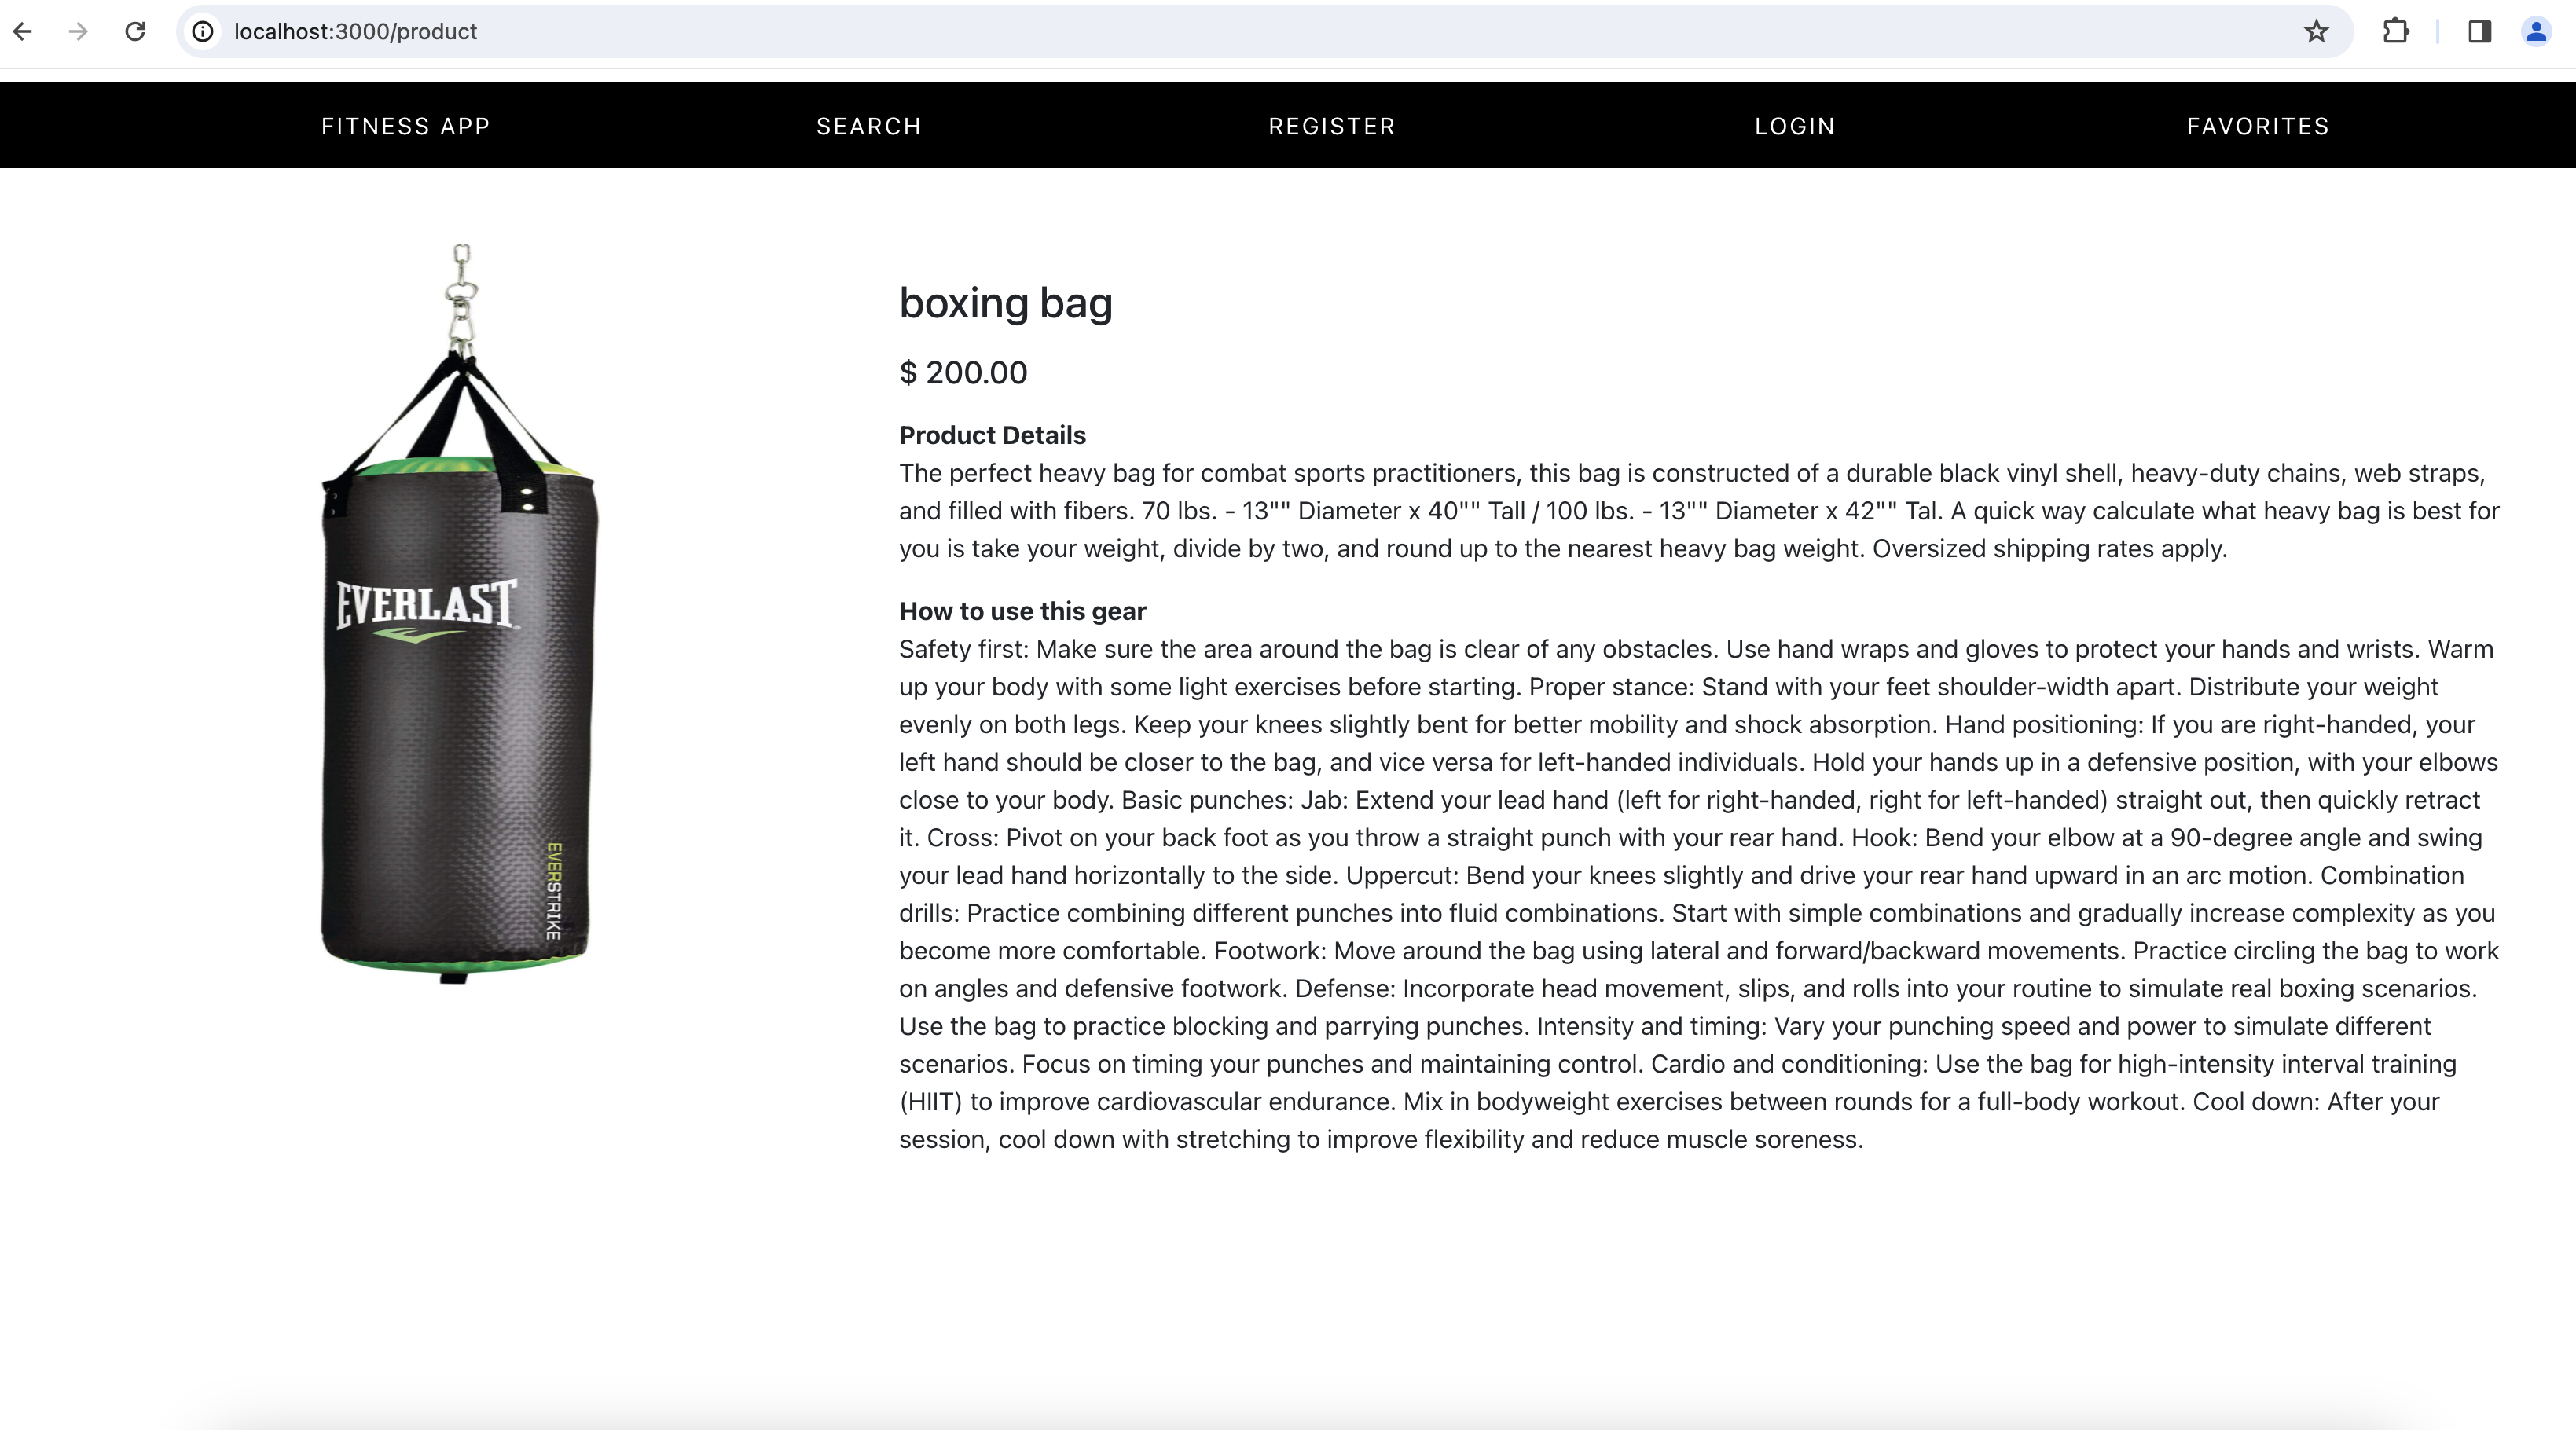 localhost:3000/product
FITNESS APP
SEARCH
REGISTER
LOGIN
FAVORITES
EVERLAST
EVERSTRIKE
boxing bag
$ 200.00
Product Details
The perfect heavy bag for combat sports practitioners, this bag is constructed of a durable black vinyl shell, heavy-duty chains, web straps,
and filled with fibers. 70 lbs. - 13"" Diameter x 40"" Tall / 100 lbs. - 13"" Diameter x 42"" Tal. A quick way calculate what heavy bag is best for
you is take your weight, divide by two, and round up to the nearest heavy bag weight. Oversized shipping rates apply.
How to use this gear
Safety first: Make sure the area around the bag is clear of any obstacles. Use hand wraps and gloves to protect your hands and wrists. Warm
up your body with some light exercises before starting. Proper stance: Stand with your feet shoulder-width apart. Distribute your weight
evenly on both legs. Keep your knees slightly bent for better mobility and shock absorption. Hand positioning: If you are right-handed, your
left hand should be closer to the bag, and vice versa for left-handed individuals. Hold your hands up in a defensive position, with your elbows
close to your body. Basic punches: Jab: Extend your lead hand (left for right-handed, right for left-handed) straight out, then quickly retract
it. Cross: Pivot on your back foot as you throw a straight punch with your rear hand. Hook: Bend your elbow at a 90-degree angle and swing
your lead hand horizontally to the side. Uppercut: Bend your knees slightly and drive your rear hand upward in an arc motion. Combination
drills: Practice combining different punches into fluid combinations. Start with simple combinations and gradually increase complexity as you
become more comfortable. Footwork: Move around the bag using lateral and forward/backward movements. Practice circling the bag to work
on angles and defensive footwork. Defense: Incorporate head movement, slips, and rolls into your routine to simulate real boxing scenarios.
Use the bag to practice blocking and parrying punches. Intensity and timing: Vary your punching speed and power to simulate different
scenarios. Focus on timing your punches and maintaining control. Cardio and conditioning: Use the bag for high-intensity interval training
(HIIT) to improve cardiovascular endurance. Mix in bodyweight exercises between rounds for a full-body workout. Cool down: After your
session, cool down with stretching to improve flexibility and reduce muscle soreness.